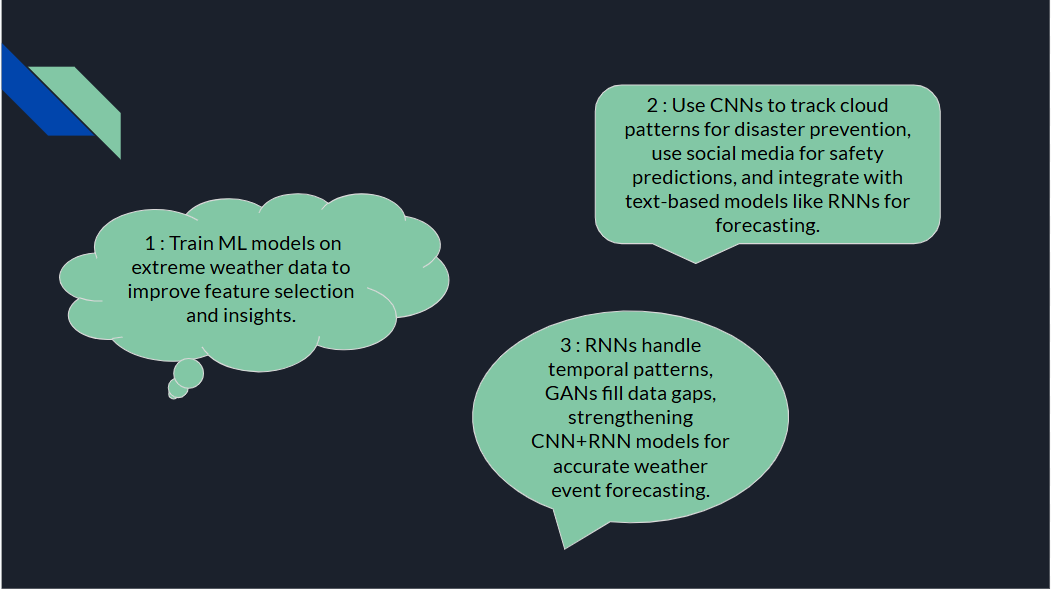 1 : Train ML models on
extreme weather data to
improve feature selection
and insights.
2 : Use CNNs to track cloud
patterns for disaster prevention,
use social media for safety
predictions, and integrate with
text-based models like RNNs for
forecasting.
3 : RNNs handle
temporal patterns,
GANs fill data gaps,
strengthening
CNN+RNN models for
accurate weather
event forecasting.